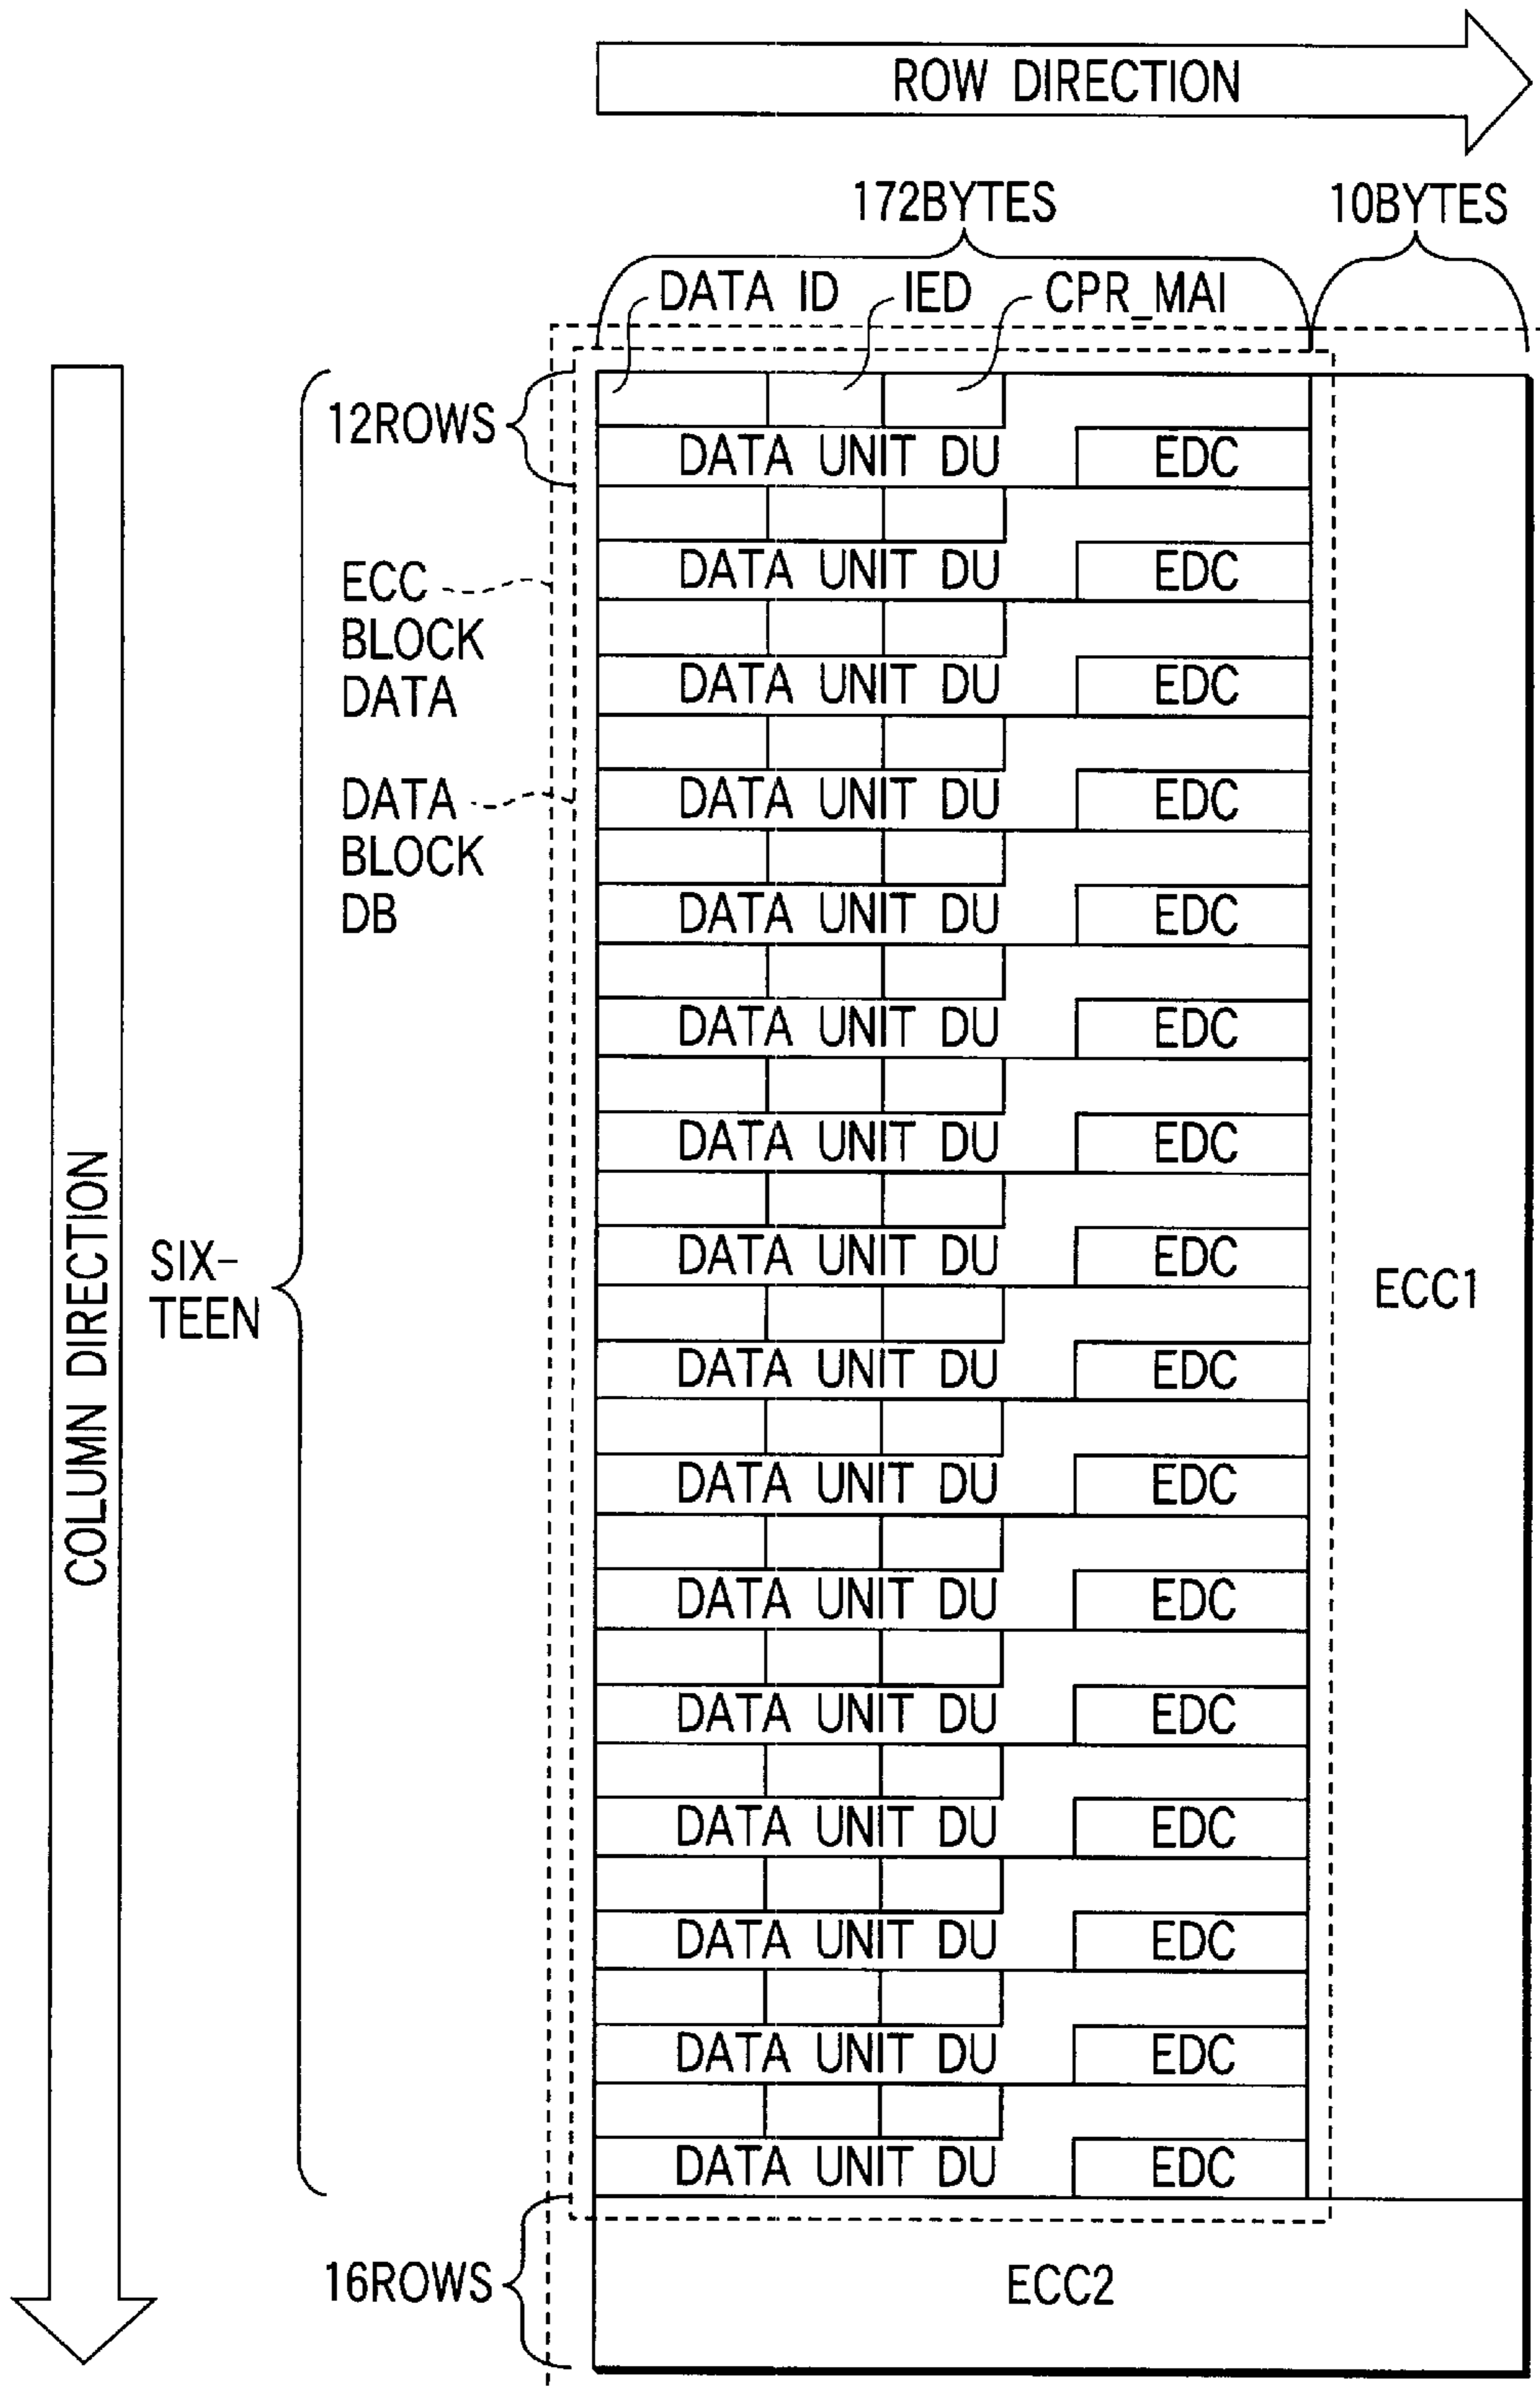 ROW DIRECTION
172BYTES
10BYTES
DATA ID
IED
CPR_MAI
12ROWS
DATA UNIT DU
EDC
DATA UNIT DU
EDC
ECC
BLOCK
DATA
DATA UNIT DU
EDC
DATA UNIT DU
EDC
DATA
BLOCK
DB
DATA UNIT DU
EDC
DATA UNIT DU
EDC
DATA UNIT DU
EDC
COLUMN DIRECTION
SIX-
TEEN
DATA UNIT DU
EDC
ECC1
DATA UNIT DU
EDC
DATA UNIT DU
EDC
DATA UNIT DU
EDC
DATA UNIT DU
EDC
DATA UNIT DU
EDC
DATA UNIT DU
EDC
DATA UNIT DU
EDC
DATA UNIT DU
EDC
16ROWS
ECC2